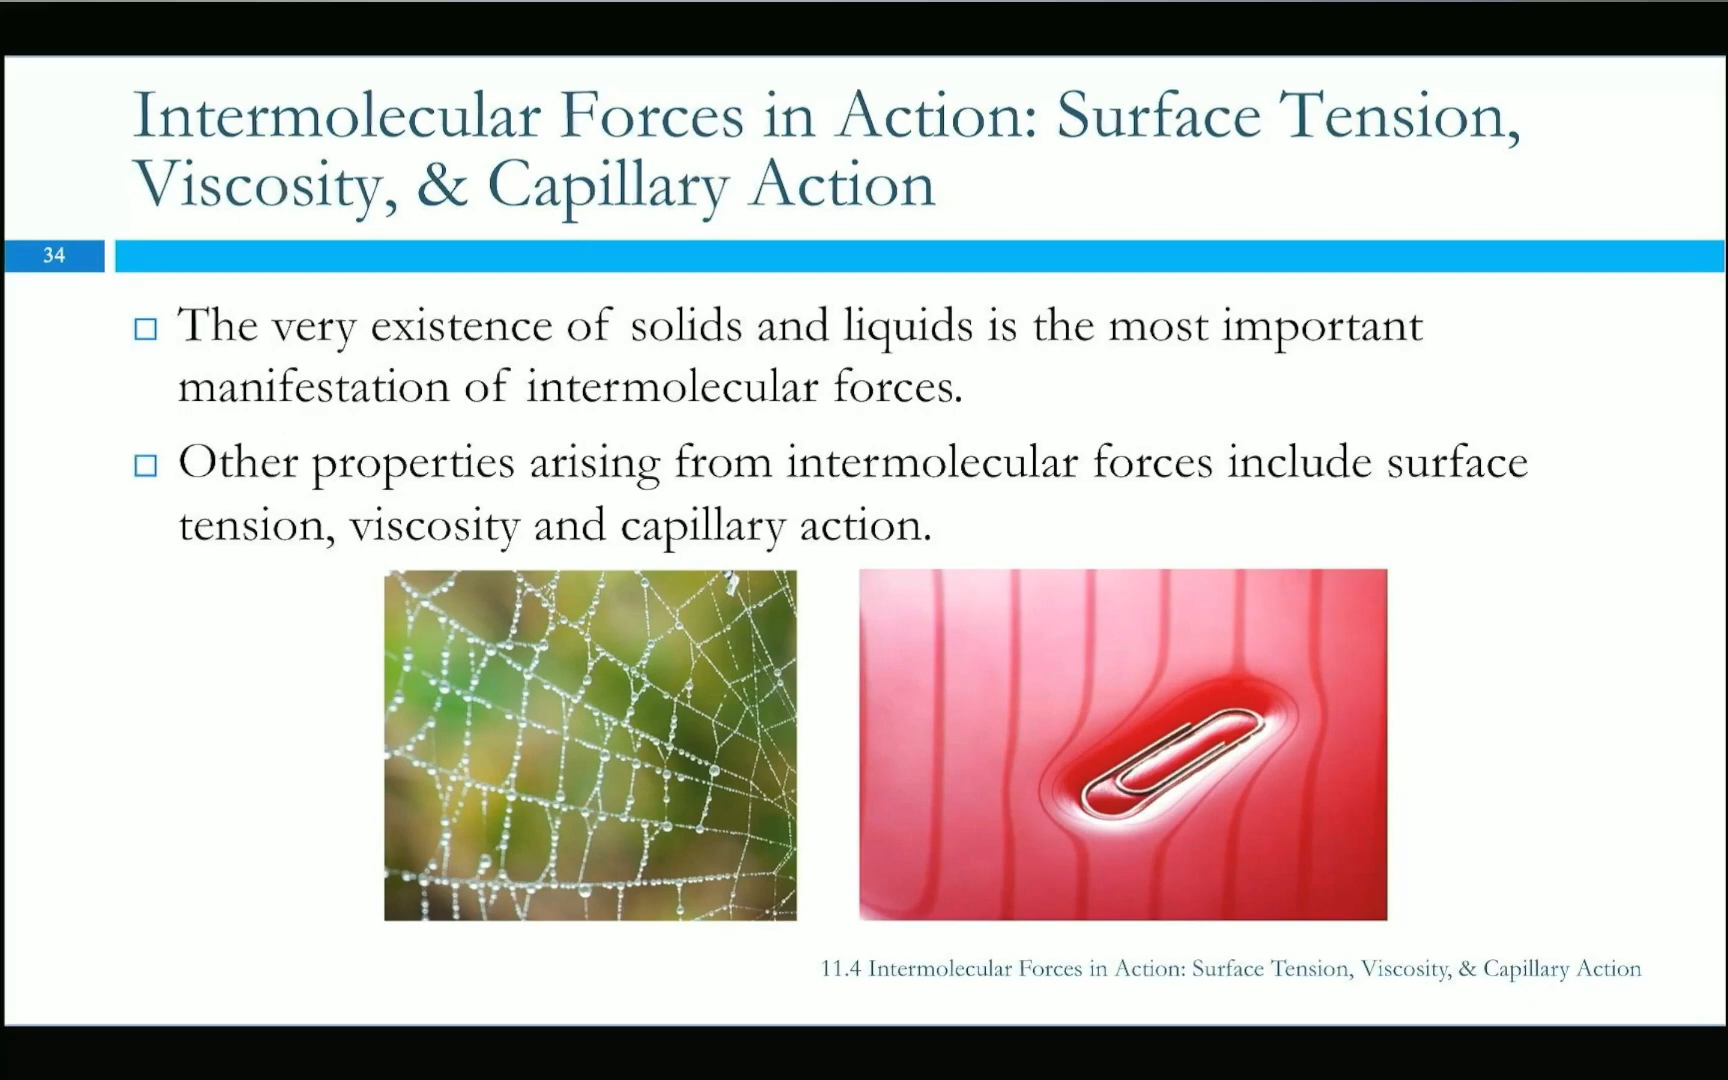 Intermolecular Forces in Action: Surface Tension,
Viscosity, & Capillary Action
34
The very existence of solids and liquids is the most important
manifestation of intermolecular forces.
Other properties arising from intermolecular forces include surface
tension, viscosity and capillary action.
11.4 Intermolecular Forces in Action: Surface Tension, Viscosity, & Capillary Action